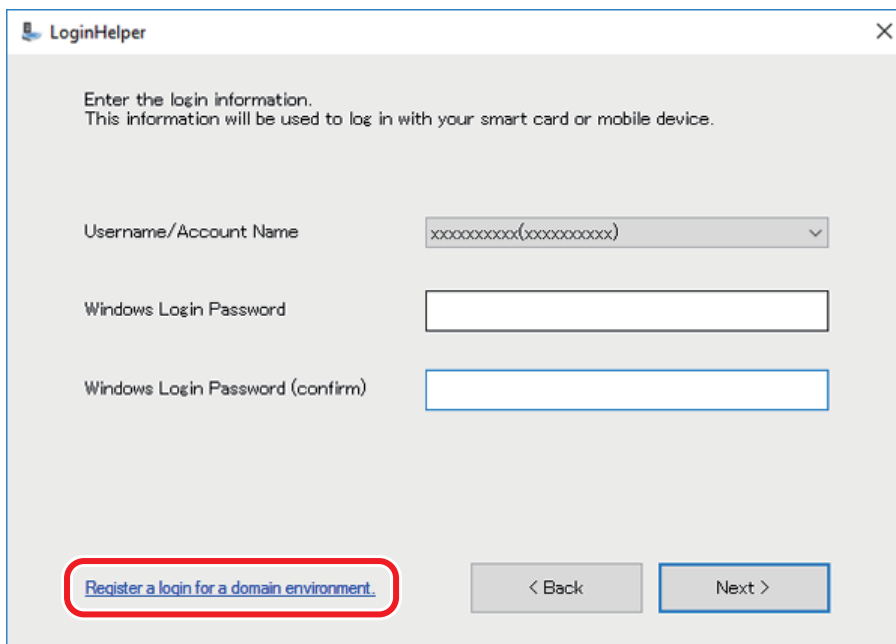 LoginHelper
Enter the login information.
This information will be used to log in with your smart card or mobile device.
Username/Account Name
xxxxxxxxxx(xxxxxxxxxx)
Windows Login Password
Windows Login Password (confirm)
Register a login for a domain environment.
< Back
Next >